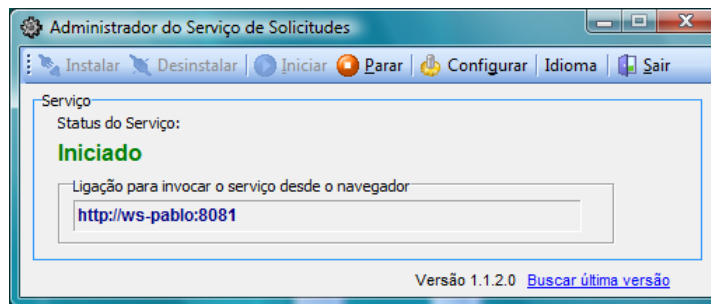 Administrador do Serviço de Solicitudes
Instalar Desinstalar Iniciar Parar Configurar Idioma Sair
Serviço
Status do Serviço:
Iniciado
Ligação para invocar o serviço desde o navegador
http://ws-pablo:8081
Versão 1.1.2.0 Buscar última versão